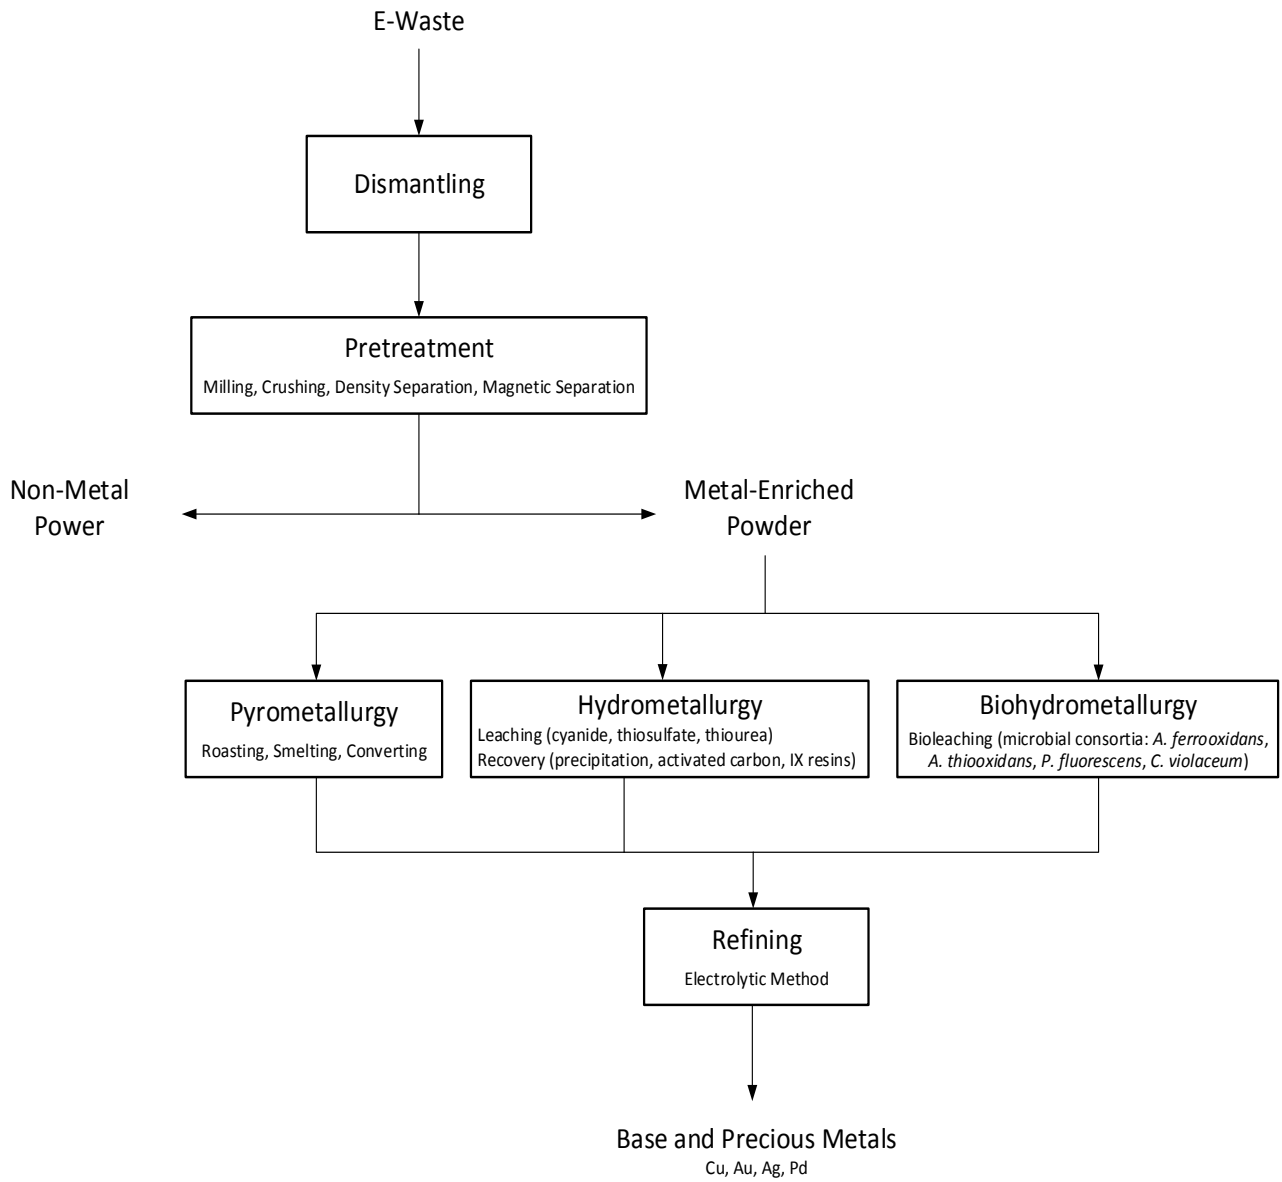 E-Waste
Dismantling
Pretreatment
Milling, Crushing, Density Separation, Magnetic Separation
Non-Metal
Power
Metal-Enriched
Powder
Pyrometallurgy
Roasting, Smelting, Converting
Hydrometallurgy
Leaching (cyanide, thiosulfate, thiourea)
Recovery (precipitation, activated carbon, IX resins)
Biohydrometallurgy
Bioleaching (microbial consortia: A. ferrooxidans,
A. thiooxidans, P. fluorescens, C. violaceum)
Refining
Electrolytic Method
Base and Precious Metals
Cu, Au, Ag, Pd